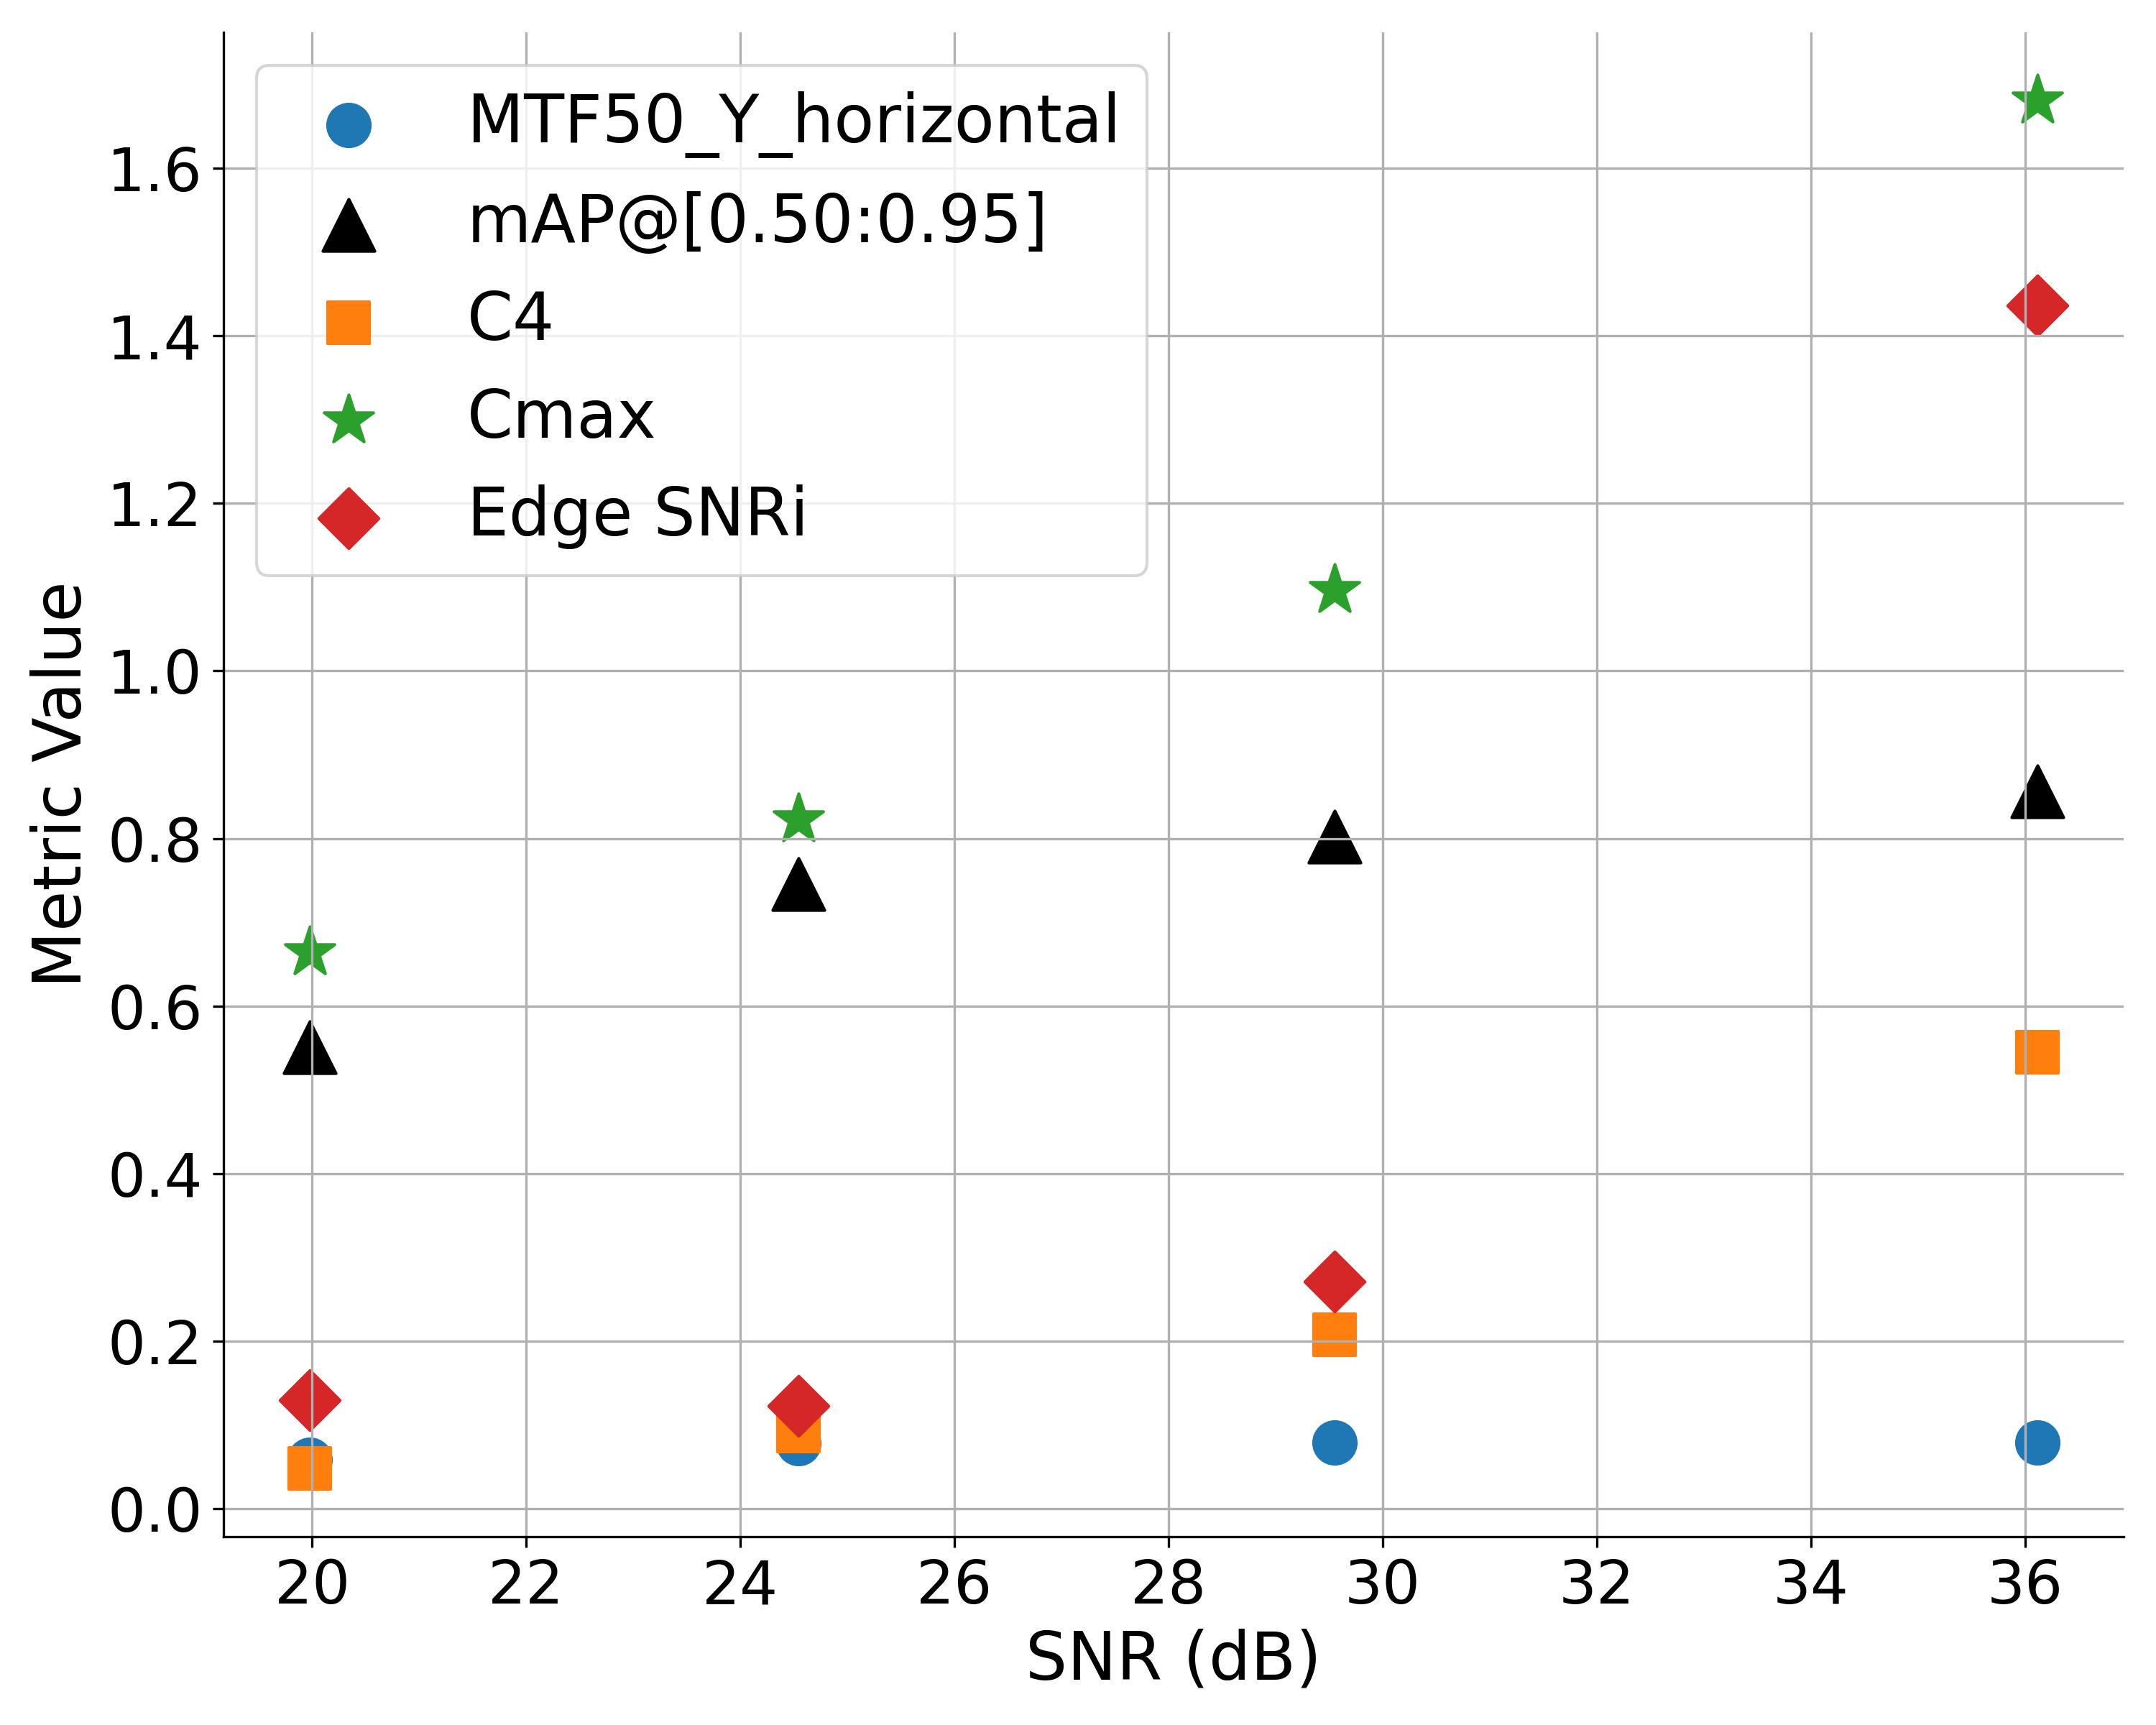 MTF50_Y_horizontal
mAP@[0.50:0.95]
C4
Cmax
Edge SNRi
Metric Value
1.6
1.4
1.2
1.0
0.8
0.6
0.4
0.2
0.0
20 22 24 26 28 30 32 34 36
SNR (dB)